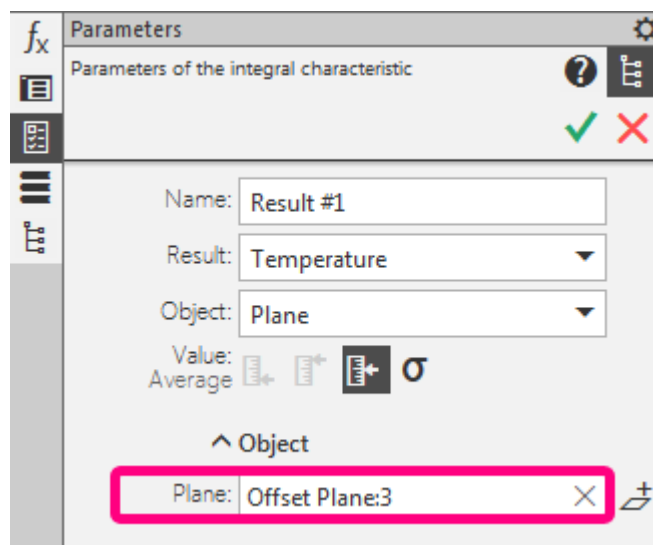 fx
Parameters
Parameters of the integral characteristic
?
Name: Result #1
Result: Temperature
Object: Plane
Value:
Average σ
Object
Plane: Offset Plane:3